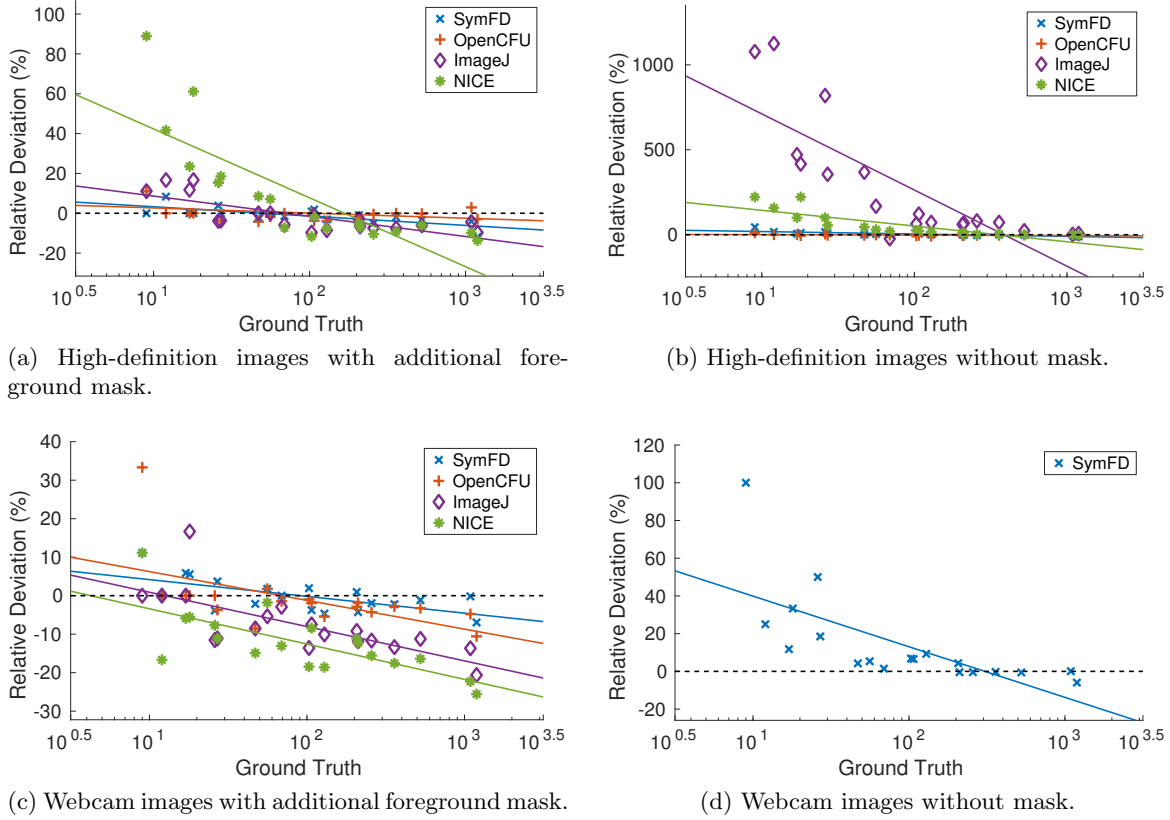 SymFD
OpenCFU
ImageJ
NICE
100
80
60
40
20
0
-20
Relative Deviation (%)
10^0.5
10^1
10^2
10^3
10^3.5
Ground Truth
(a) High-definition images with additional fore-
ground mask.
SymFD
OpenCFU
ImageJ
NICE
1000
500
0
Relative Deviation (%)
10^0.5
10^1
10^2
10^3
10^3.5
Ground Truth
(b) High-definition images without mask.
SymFD
OpenCFU
ImageJ
NICE
40
30
20
10
0
-10
-20
-30
Relative Deviation (%)
10^0.5
10^1
10^2
10^3
10^3.5
Ground Truth
(c) Webcam images with additional foreground mask.
SymFD
120
100
80
60
40
20
0
-20
Relative Deviation (%)
10^0.5
10^1
10^2
10^3
10^3.5
Ground Truth
(d) Webcam images without mask.